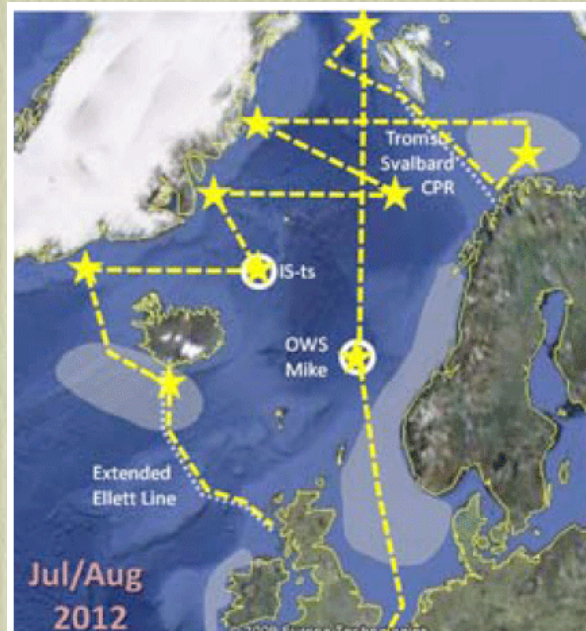 Tromsø
Svalbard
CPR
IS-ts
OWS
Mike
Extended
Ellett Line
Jul/Aug
2012